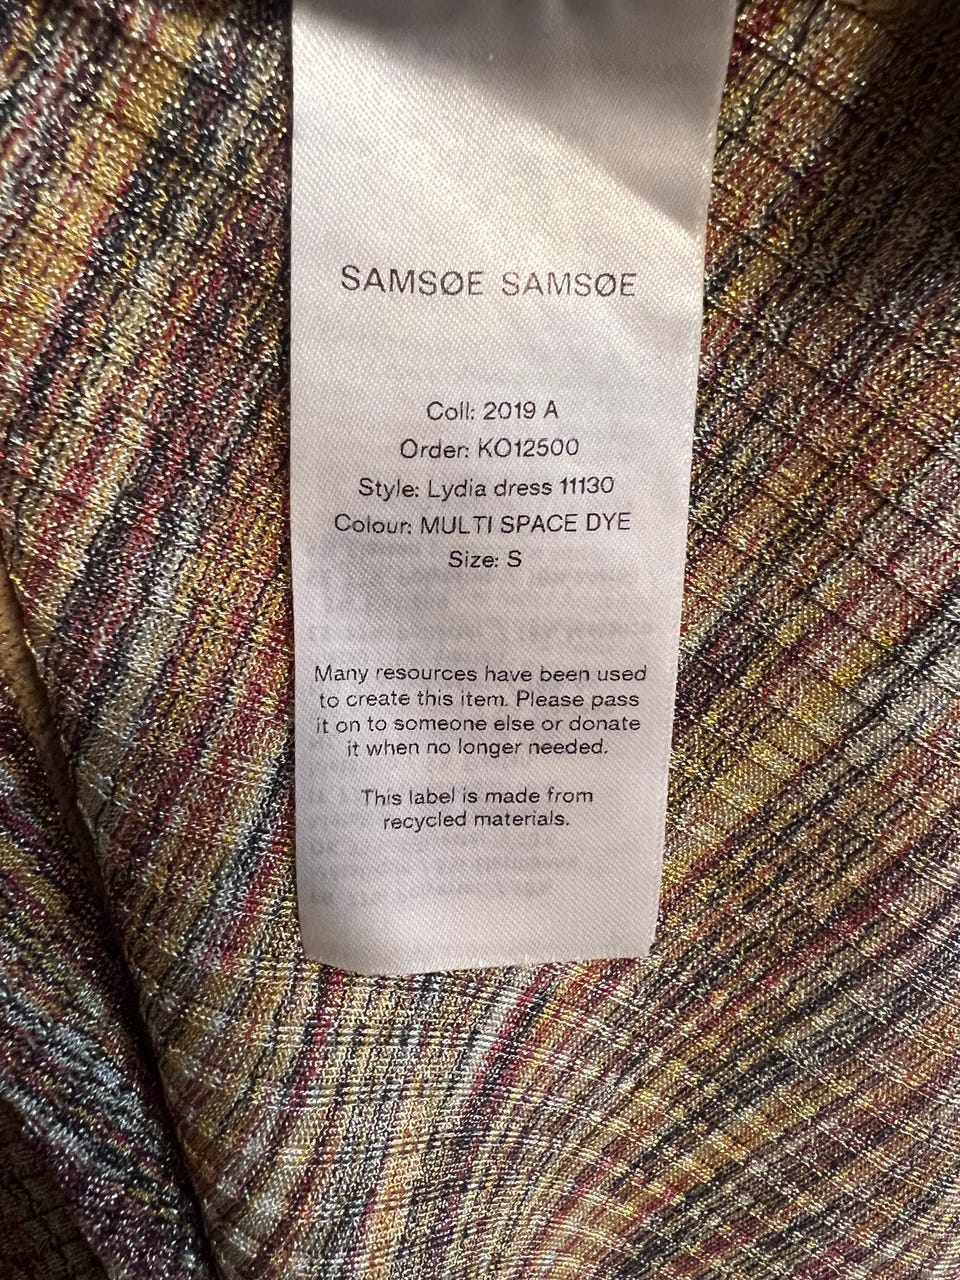 SAMSØE SAMSØE
Coll: 2019 A
Order: KO12500
Style: Lydia dress 11130
Colour: MULTI SPACE DYE
Size: S
Many resources have been used
to create this item. Please pass
it on to someone else or donate
it when no longer needed.
This label is made from
recycled materials.